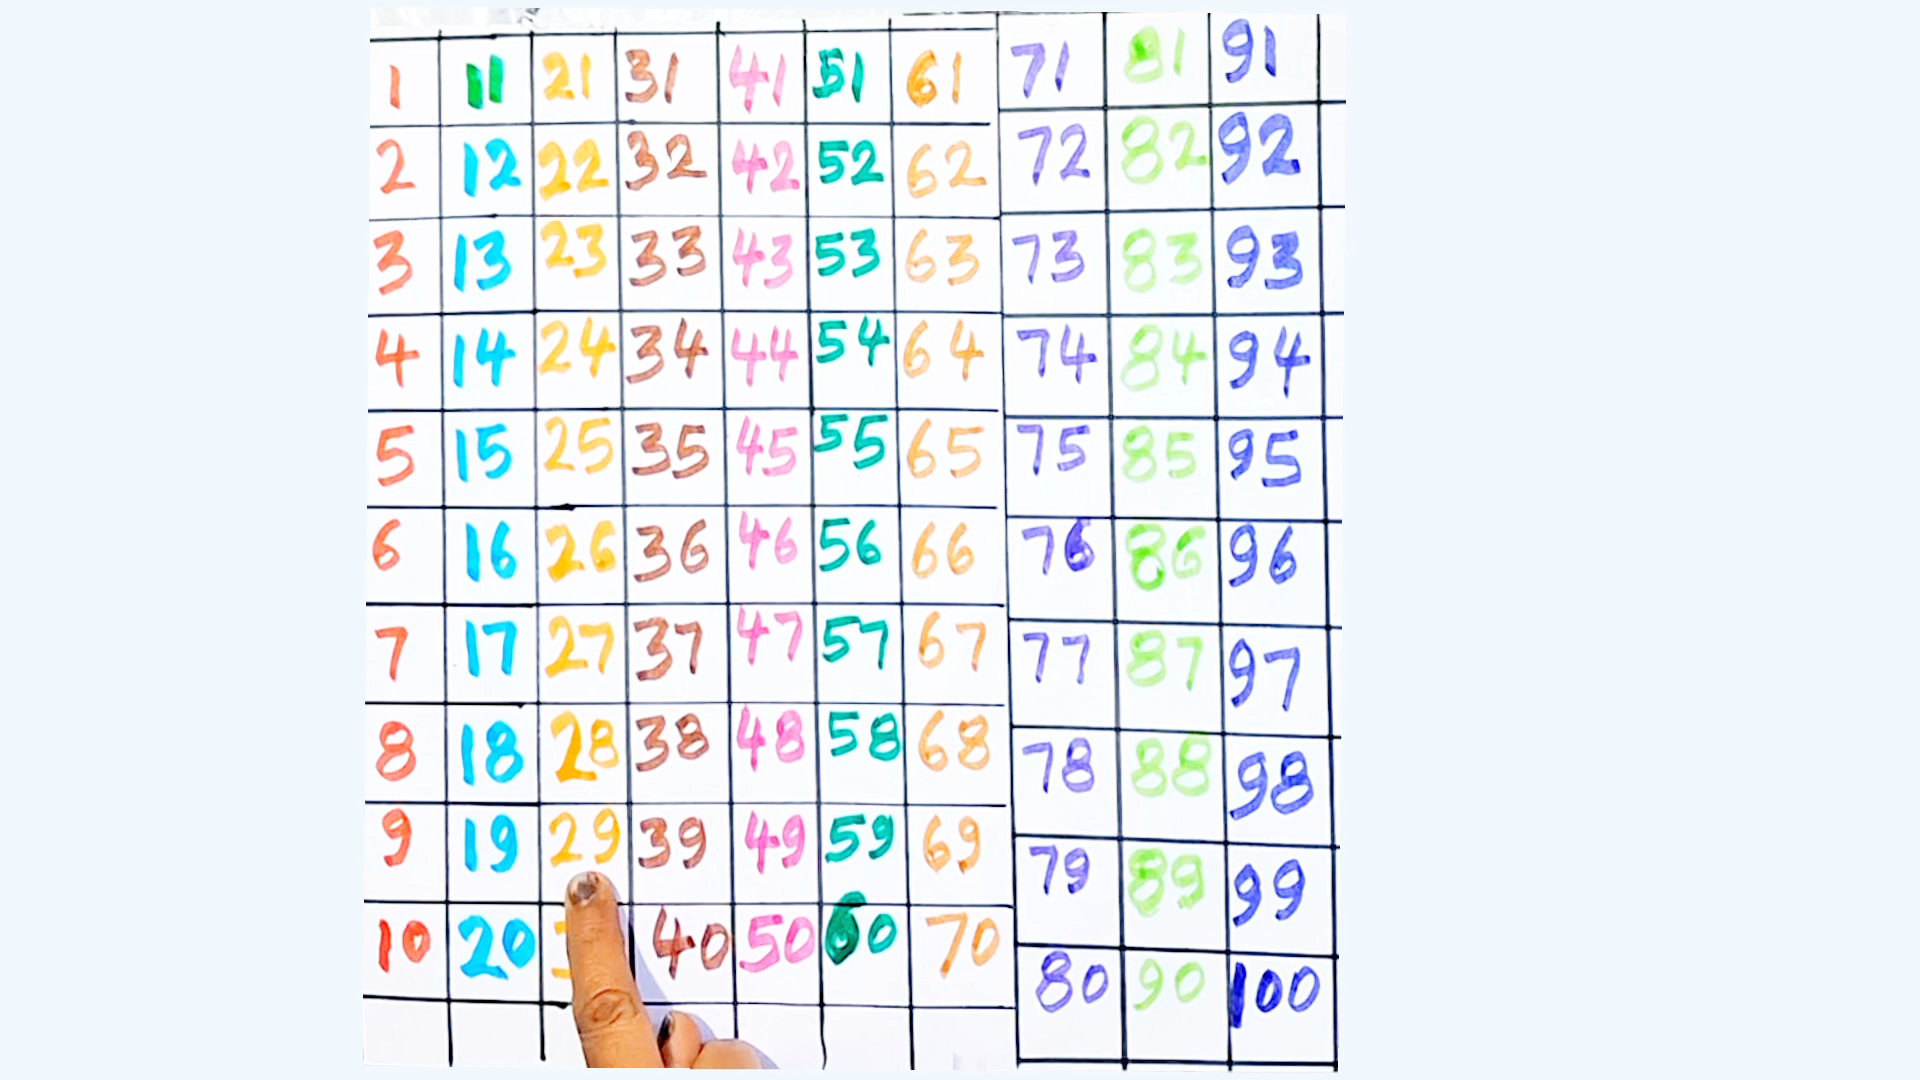 1 11 21 31 41 51 61 71 81 91
2 12 22 32 42 52 62 72 82 92
3 13 23 33 43 53 63 73 83 93
4 14 24 34 44 54 64 74 84 94
5 15 25 35 45 55 65 75 85 95
6 16 26 36 46 56 66 76 86 96
7 17 27 37 47 57 67 77 87 97
8 18 28 38 48 58 68 78 88 98
9 19 29 39 49 59 69 79 89 99
10 20 40 50 60 70 80 90 100